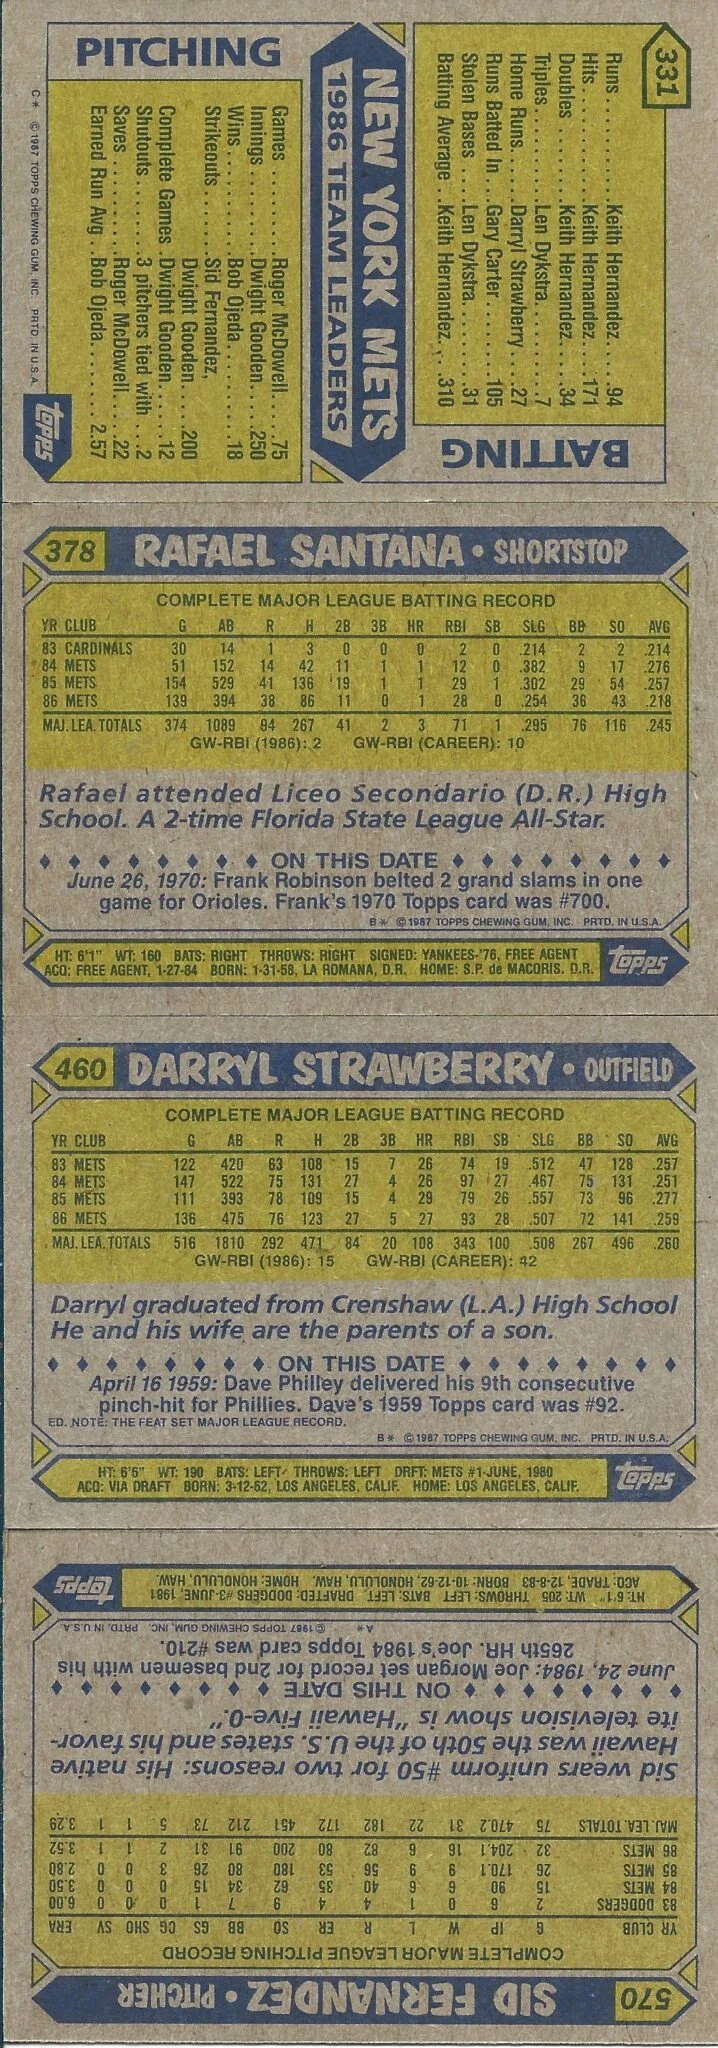 331
BATTING
Runs . . . . . . . . Keith Hernandez. . . 94
Hits. . . . . . . . . Keith Hernandez. . 171
Doubles . . . . . . Keith Hernandez. . . 34
Triples. . . . . . . . Len Dykstra. . . . . . . 7
Home Runs. . . Darryl Strawberry . .27
Runs Batted In . Gary Carter . . . . . 105
Stolen Bases . . Len Dykstra. . . . . . 31
Batting Average . Keith Hernandez. . .310
NEW YORK METS
1986 TEAM LEADERS
PITCHING
Games . . . . . . . . Roger McDowell . . . 75
Innings . . . . . . . Dwight Gooden. . . 250
Wins . . . . . . . . . Bob Ojeda . . . . . . . 18
Strikeouts . . . . . Sid Fernandez,
Dwight Gooden . . . 200
Complete Games . Dwight Gooden. . . 12
Shutouts. . . . . . 3 pitchers tied with . . 2
Saves. . . . . . . . Roger McDowell . . . 22
Earned Run Avg . . Bob Ojeda . . . . . 2.57
C* © 1987 TOPPS CHEWING GUM, INC. PRTD. IN U.S.A.
topps
378 RAFAEL SANTANA • SHORTSTOP
COMPLETE MAJOR LEAGUE BATTING RECORD
YR CLUB G AB R H 2B 3B HR RBI SB SLG BB SO AVG
83 CARDINALS 30 14 1 3 0 0 0 2 0 .214 2 2 .214
84 METS 51 152 14 42 11 1 1 12 0 .382 9 17 .276
85 METS 154 529 41 136 19 1 1 29 1 .302 29 54 .257
86 METS 139 394 38 86 11 0 1 28 0 .254 36 43 .218
MAJ. LEA. TOTALS 374 1089 84 267 41 2 3 71 1 .295 76 116 .245
GW-RBI (1986): 2 GW-RBI (CAREER): 10
Rafael attended Liceo Secondario (D.R.) High
School. A 2-time Florida State League All-Star.
♦ ♦ ♦ ♦ ♦ ♦ ♦ ♦ ON THIS DATE ♦ ♦ ♦ ♦ ♦ ♦ ♦ ♦
June 26, 1970: Frank Robinson belted 2 grand slams in one
game for Orioles. Frank's 1970 Topps card was #700.
B* © 1987 TOPPS CHEWING GUM, INC. PRTD. IN U.S.A.
HT: 6'1" WT: 160 BATS: RIGHT THROWS: RIGHT SIGNED: YANKEES-'76, FREE AGENT
ACQ: FREE AGENT, 1-27-84 BORN: 1-31-58, LA ROMANA, D.R. HOME: S.P. de MACORIS. D.R.
topps
460 DARRYL STRAWBERRY • OUTFIELD
COMPLETE MAJOR LEAGUE BATTING RECORD
YR CLUB G AB R H 2B 3B HR RBI SB SLG BB SO AVG
83 METS 122 420 63 108 15 7 26 74 19 .512 47 128 .257
84 METS 147 522 75 131 27 4 26 97 27 .467 75 131 .251
85 METS 111 393 78 109 15 4 29 79 26 .557 73 96 .277
86 METS 136 475 76 123 27 5 27 93 28 .507 72 141 .259
MAJ. LEA. TOTALS 516 1810 292 471 84 20 108 343 100 .508 267 496 .260
GW-RBI (1986): 15 GW-RBI (CAREER): 42
Darryl graduated from Crenshaw (L.A.) High School
He and his wife are the parents of a son.
♦ ♦ ♦ ♦ ♦ ♦ ♦ ♦ ON THIS DATE ♦ ♦ ♦ ♦ ♦ ♦ ♦ ♦
April 16 1959: Dave Philley delivered his 9th consecutive
pinch-hit for Phillies. Dave's 1959 Topps card was #92.
ED. NOTE: THE FEAT SET MAJOR LEAGUE RECORD.
B* © 1987 TOPPS CHEWING GUM, INC. PRTD. IN U.S.A.
HT: 6'6" WT: 190 BATS: LEFT THROWS: LEFT DRFT: METS #1-JUNE, 1980
ACQ: VIA DRAFT BORN: 3-12-62, LOS ANGELES, CALIF. HOME: LOS ANGELES, CALIF.
topps
570 SID FERNANDEZ • PITCHER
COMPLETE MAJOR LEAGUE PITCHING RECORD
YR CLUB G IP W L R ER SO BB GS CG SHO SV ERA
83 DODGERS 2 6 0 1 4 4 9 7 1 0 0 0 6.00
84 METS 15 90 6 6 40 35 62 34 15 0 0 0 3.50
85 METS 26 170.1 9 9 56 53 180 80 26 3 0 0 2.80
86 METS 32 204.1 16 6 82 80 200 91 31 2 1 1 3.52
MAJ. LEA. TOTALS 75 470.2 31 22 182 172 451 212 73 5 1 1 3.29
Sid wears uniform #50 for two reasons: His native
Hawaii was the 50th of the U.S. states and his favor-
ite television show is "Hawaii Five-0."
♦ ♦ ♦ ♦ ♦ ♦ ♦ ♦ ON THIS DATE ♦ ♦ ♦ ♦ ♦ ♦ ♦ ♦
June 24, 1984: Joe Morgan set record for 2nd basemen with his
265th HR. Joe's 1984 Topps card was #210.
A* © 1987 TOPPS CHEWING GUM, INC. PRTD. IN U.S.A.
HT: 6'1" WT: 205 THROWS: LEFT BATS: LEFT DRAFTED: DODGERS #3-JUNE, 1981
ACQ: TRADE, 12-8-83 BORN: 10-12-62, HONOLULU, HAW. HOME: HONOLULU, HAW.
topps